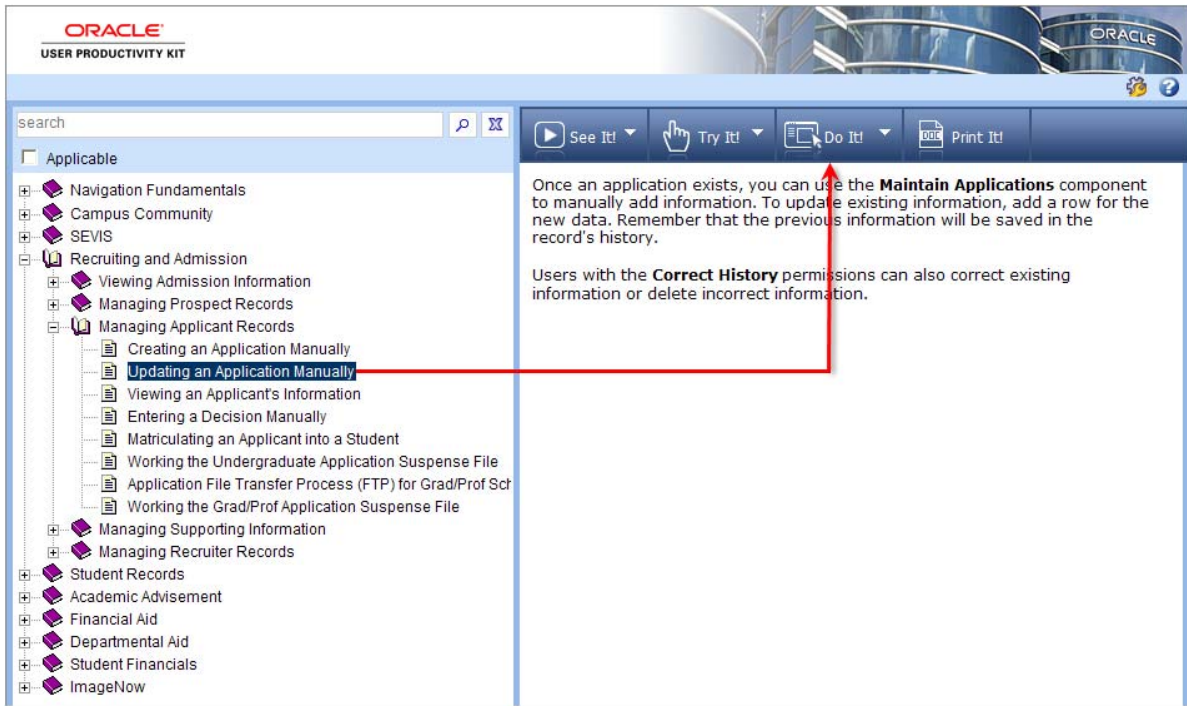 ORACLE
USER PRODUCTIVITY KIT
ORACLE
search
Applicable
Navigation Fundamentals
Campus Community
SEVIS
Recruiting and Admission
Viewing Admission Information
Managing Prospect Records
Managing Applicant Records
Creating an Application Manually
Updating an Application Manually
Viewing an Applicant's Information
Entering a Decision Manually
Matriculating an Applicant into a Student
Working the Undergraduate Application Suspense File
Application File Transfer Process (FTP) for Grad/Prof Sch
Working the Grad/Prof Application Suspense File
Managing Supporting Information
Managing Recruiter Records
Student Records
Academic Advisement
Financial Aid
Departmental Aid
Student Financials
ImageNow
See It!
Try It!
Do It!
DOC
Print It!
Once an application exists, you can use the Maintain Applications component
to manually add information. To update existing information, add a row for the
new data. Remember that the previous information will be saved in the
record's history.
Users with the Correct History permissions can also correct existing
information or delete incorrect information.